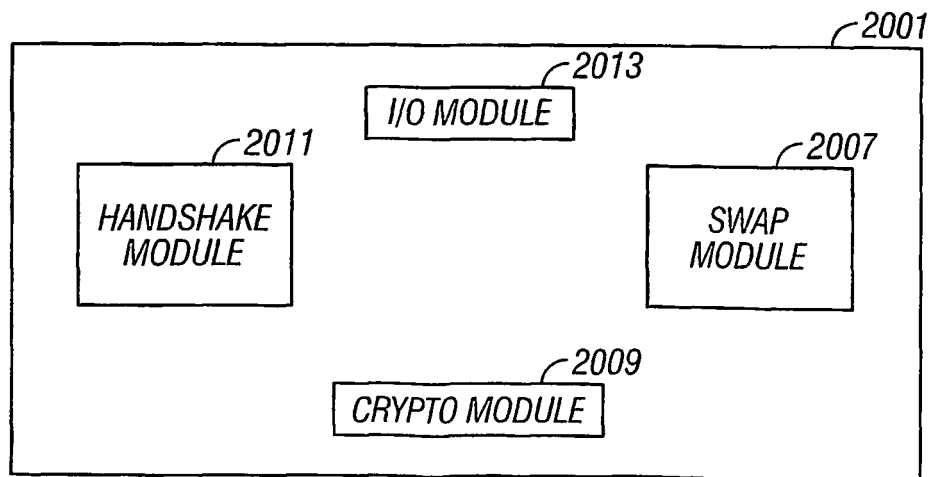 2001
2013
I/O MODULE
2011
HANDSHAKE
MODULE
2007
SWAP
MODULE
2009
CRYPTO MODULE